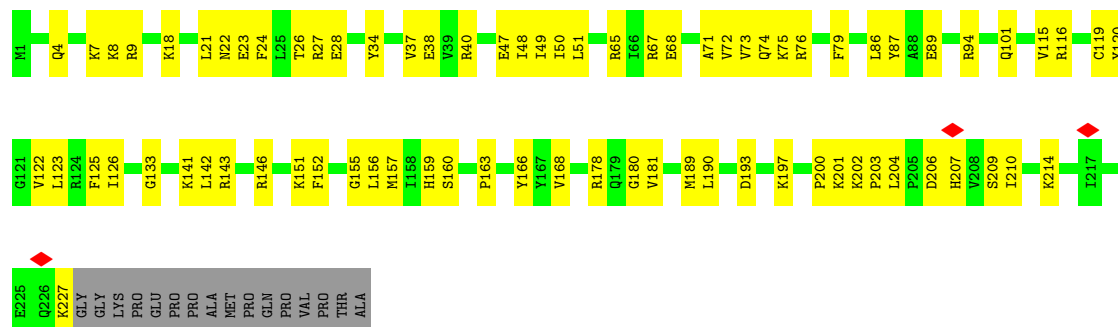 M1 Q4 K7 K8 R9 K18 L21 N22 E23 F24 L25 T26 R27 E28 Y34 V37 E38 V39 R40 E47 I48 I49 I50 L51 R65 I66 R67 E68 A71 V72 V73 Q74 K75 R76 F79 L86 Y87 A88 E89 R94 Q101 V115 R116 C119 Y120
G121 V122 L123 R124 F125 I126 G133 K141 L142 R143 R146 K151 F152 G155 L156 M157 I158 H159 S160 P163 Y166 Y167 V168 R178 Q179 G180 V181 M189 L190 D193 K197 P200 K201 K202 P203 L204 P205 D206 H207 V208 S209 I210 K214 I217
E225 Q226 K227 GLY GLY LYS PRO GLU PRO PRO ALA MET PRO GLN PRO VAL PRO THR ALA